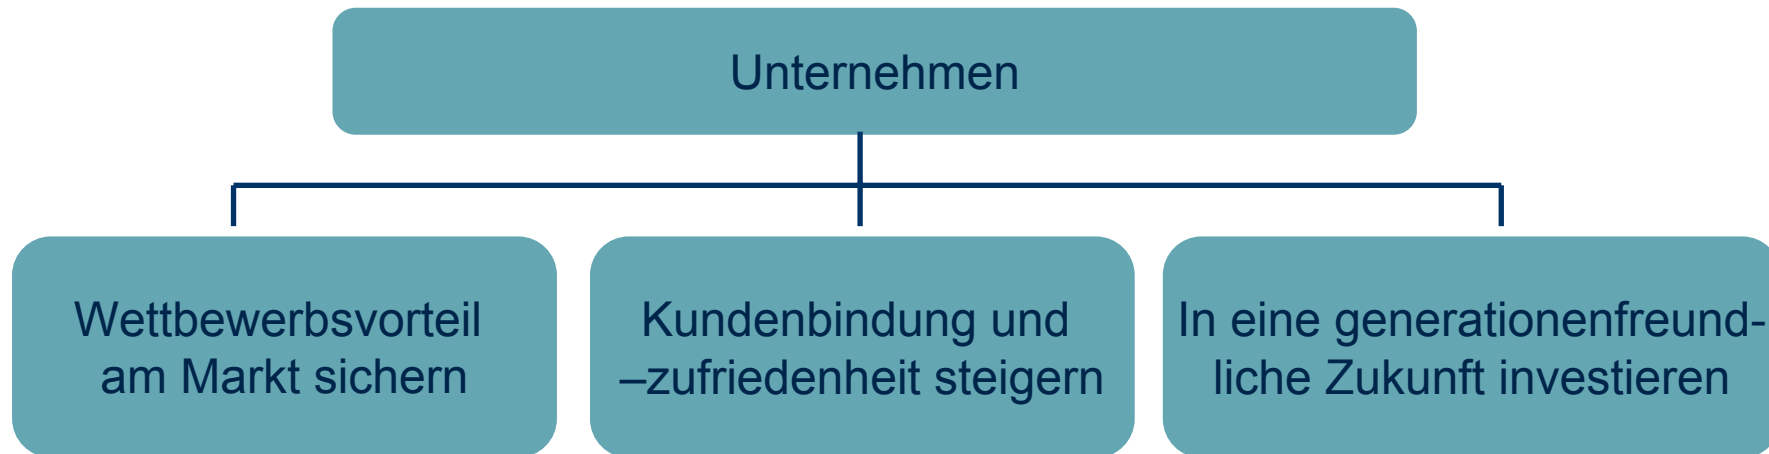 Unternehmen
Wettbewerbsvorteil
am Markt sichern
Kundenbindung und
–zufriedenheit steigern
In eine generationenfreund-
liche Zukunft investieren